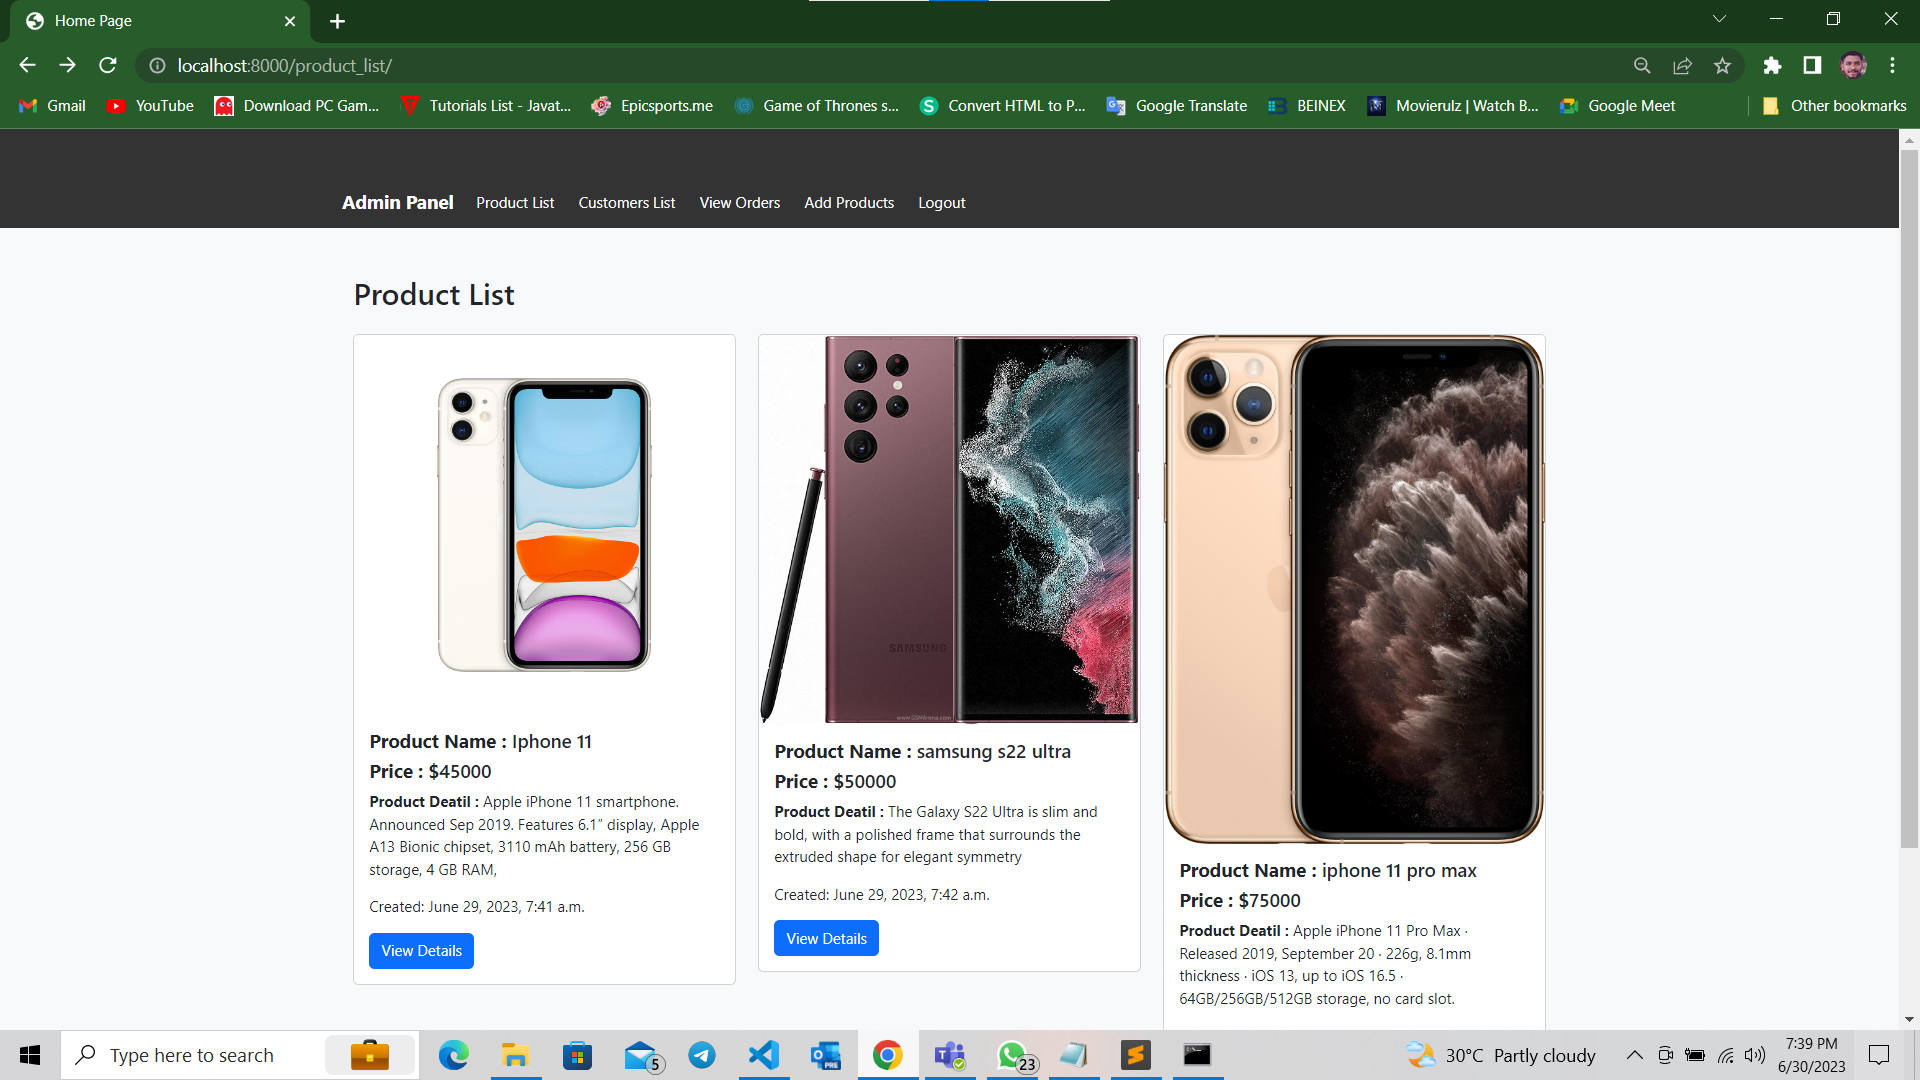 Home Page
localhost:8000/product_list/
Gmail
YouTube
Download PC Gam...
Tutorials List - Javat...
Epicsports.me
Game of Thrones s...
Convert HTML to P...
Google Translate
BEINEX
Movierulz | Watch B...
Google Meet
Other bookmarks
Admin Panel
Product List
Customers List
View Orders
Add Products
Logout
Product List
SAMSUNG
www.GSMArena.com
Product Name : Iphone 11
Price : $45000
Product Deatil : Apple iPhone 11 smartphone.
Announced Sep 2019. Features 6.1″ display, Apple
A13 Bionic chipset, 3110 mAh battery, 256 GB
storage, 4 GB RAM,
Created: June 29, 2023, 7:41 a.m.
View Details
Product Name : samsung s22 ultra
Price : $50000
Product Deatil : The Galaxy S22 Ultra is slim and
bold, with a polished frame that surrounds the
extruded shape for elegant symmetry
Created: June 29, 2023, 7:42 a.m.
View Details
Product Name : iphone 11 pro max
Price : $75000
Product Deatil : Apple iPhone 11 Pro Max ·
Released 2019, September 20 · 226g, 8.1mm
thickness · iOS 13, up to iOS 16.5 ·
64GB/256GB/512GB storage, no card slot.
Type here to search
5
PRE
23
30°C Partly cloudy
7:39 PM
6/30/2023